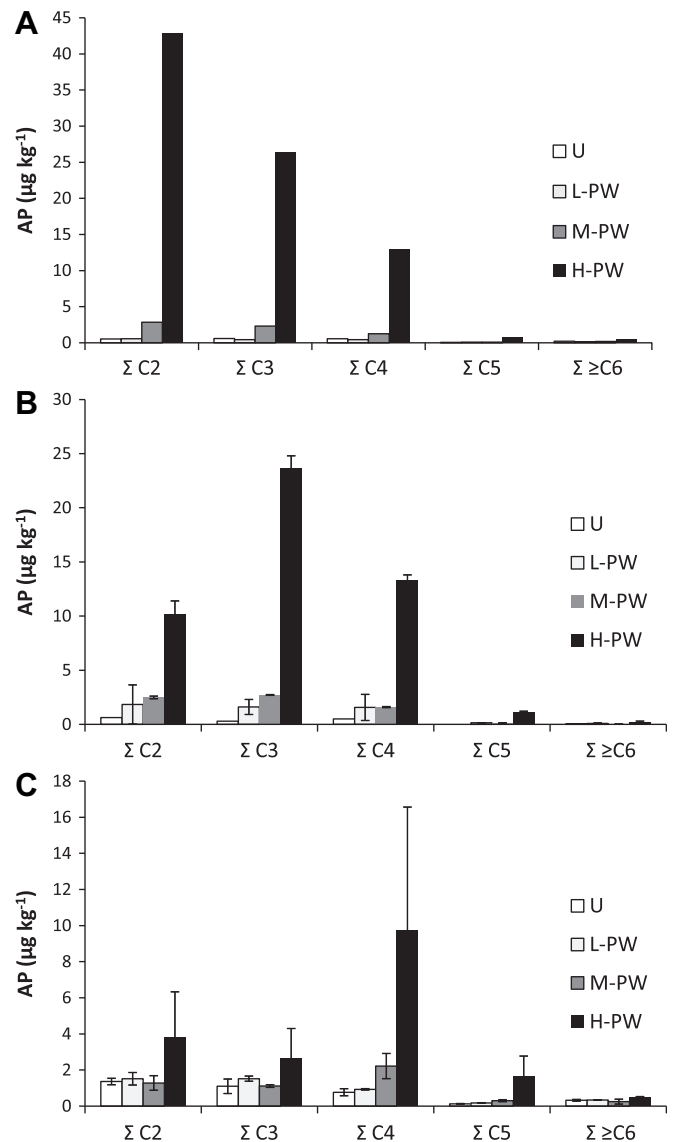 A
AP (µg kg-1)
45
40
35
30
25
20
15
10
5
0
U
L-PW
M-PW
H-PW
Σ C2 Σ C3 Σ C4 Σ C5 Σ ≥C6
B
AP (µg kg-1)
30
25
20
15
10
5
0
U
L-PW
M-PW
H-PW
Σ C2 Σ C3 Σ C4 Σ C5 Σ ≥C6
C
AP (µg kg-1)
18
16
14
12
10
8
6
4
2
0
U
L-PW
M-PW
H-PW
Σ C2 Σ C3 Σ C4 Σ C5 Σ ≥C6